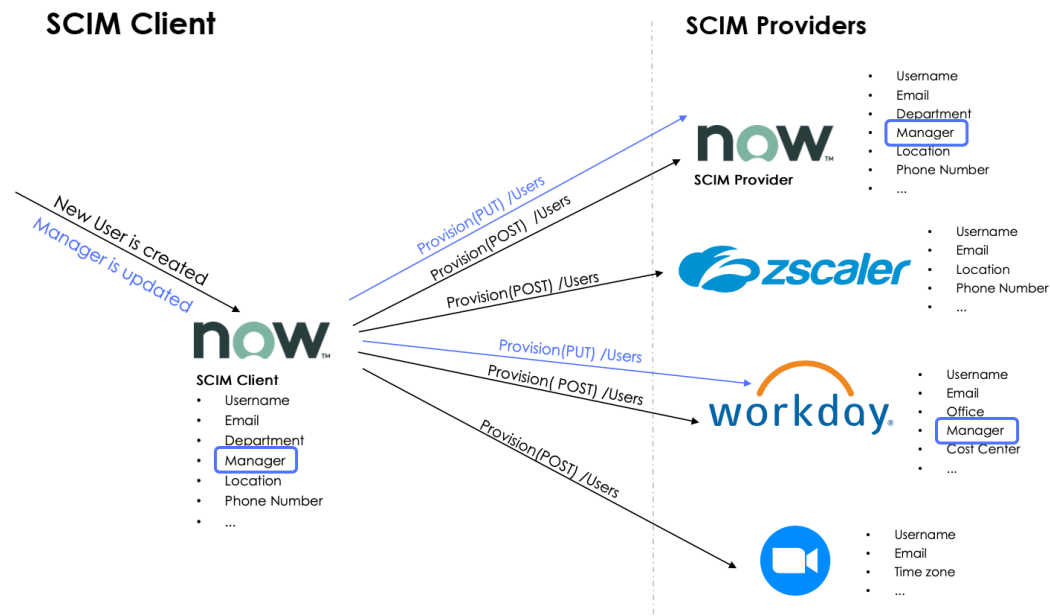 SCIM Client
SCIM Providers
New User is created
Manager is updated
now™
SCIM Client
• Username
• Email
• Department
• Manager
• Location
• Phone Number
• ...
Provision(PUT) /Users
Provision(POST) /Users
Provision(POST) /Users
Provision(PUT) /Users
Provision( POST) /Users
Provision(POST) /Users
now™
SCIM Provider
• Username
• Email
• Department
• Manager
• Location
• Phone Number
• ...
zscaler
• Username
• Email
• Location
• Phone Number
• ...
workday®
• Username
• Email
• Office
• Manager
• Cost Center
• ...
• Username
• Email
• Time zone
• ...